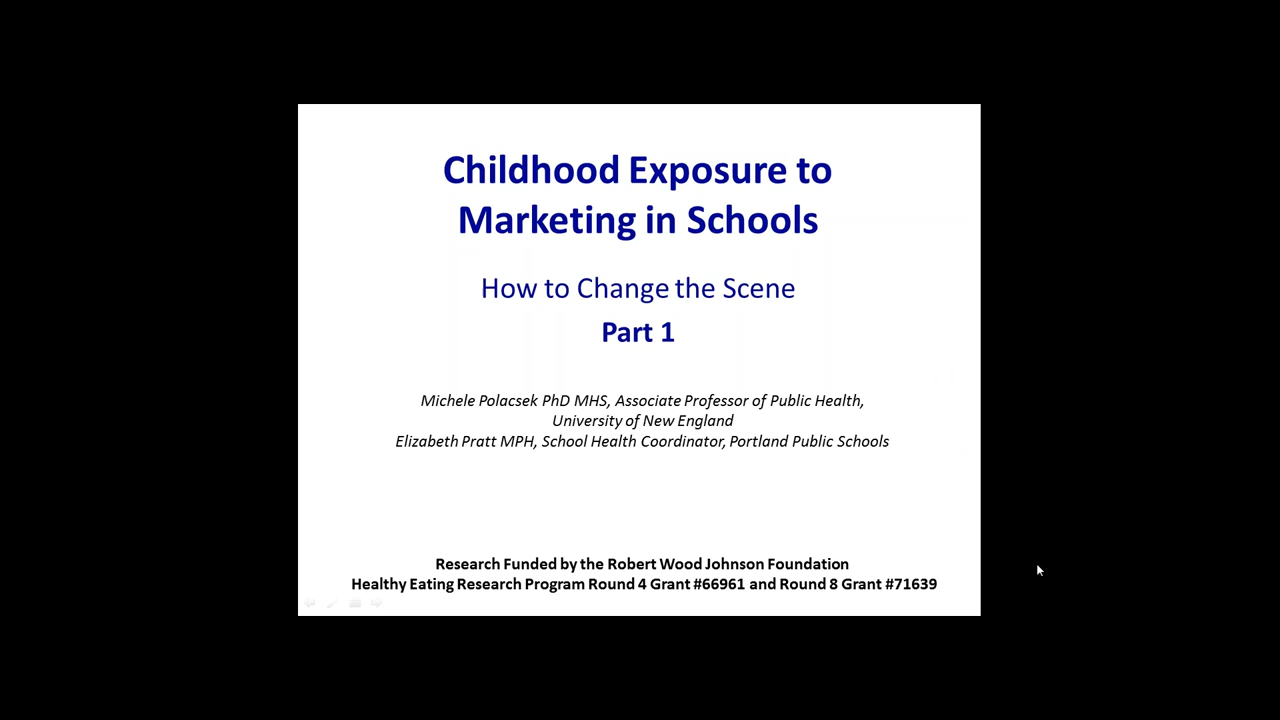 Childhood Exposure to
Marketing in Schools
How to Change the Scene
Part 1
Michele Polacsek PhD MHS, Associate Professor of Public Health,
University of New England
Elizabeth Pratt MPH, School Health Coordinator, Portland Public Schools
Research Funded by the Robert Wood Johnson Foundation
Healthy Eating Research Program Round 4 Grant #66961 and Round 8 Grant #71639